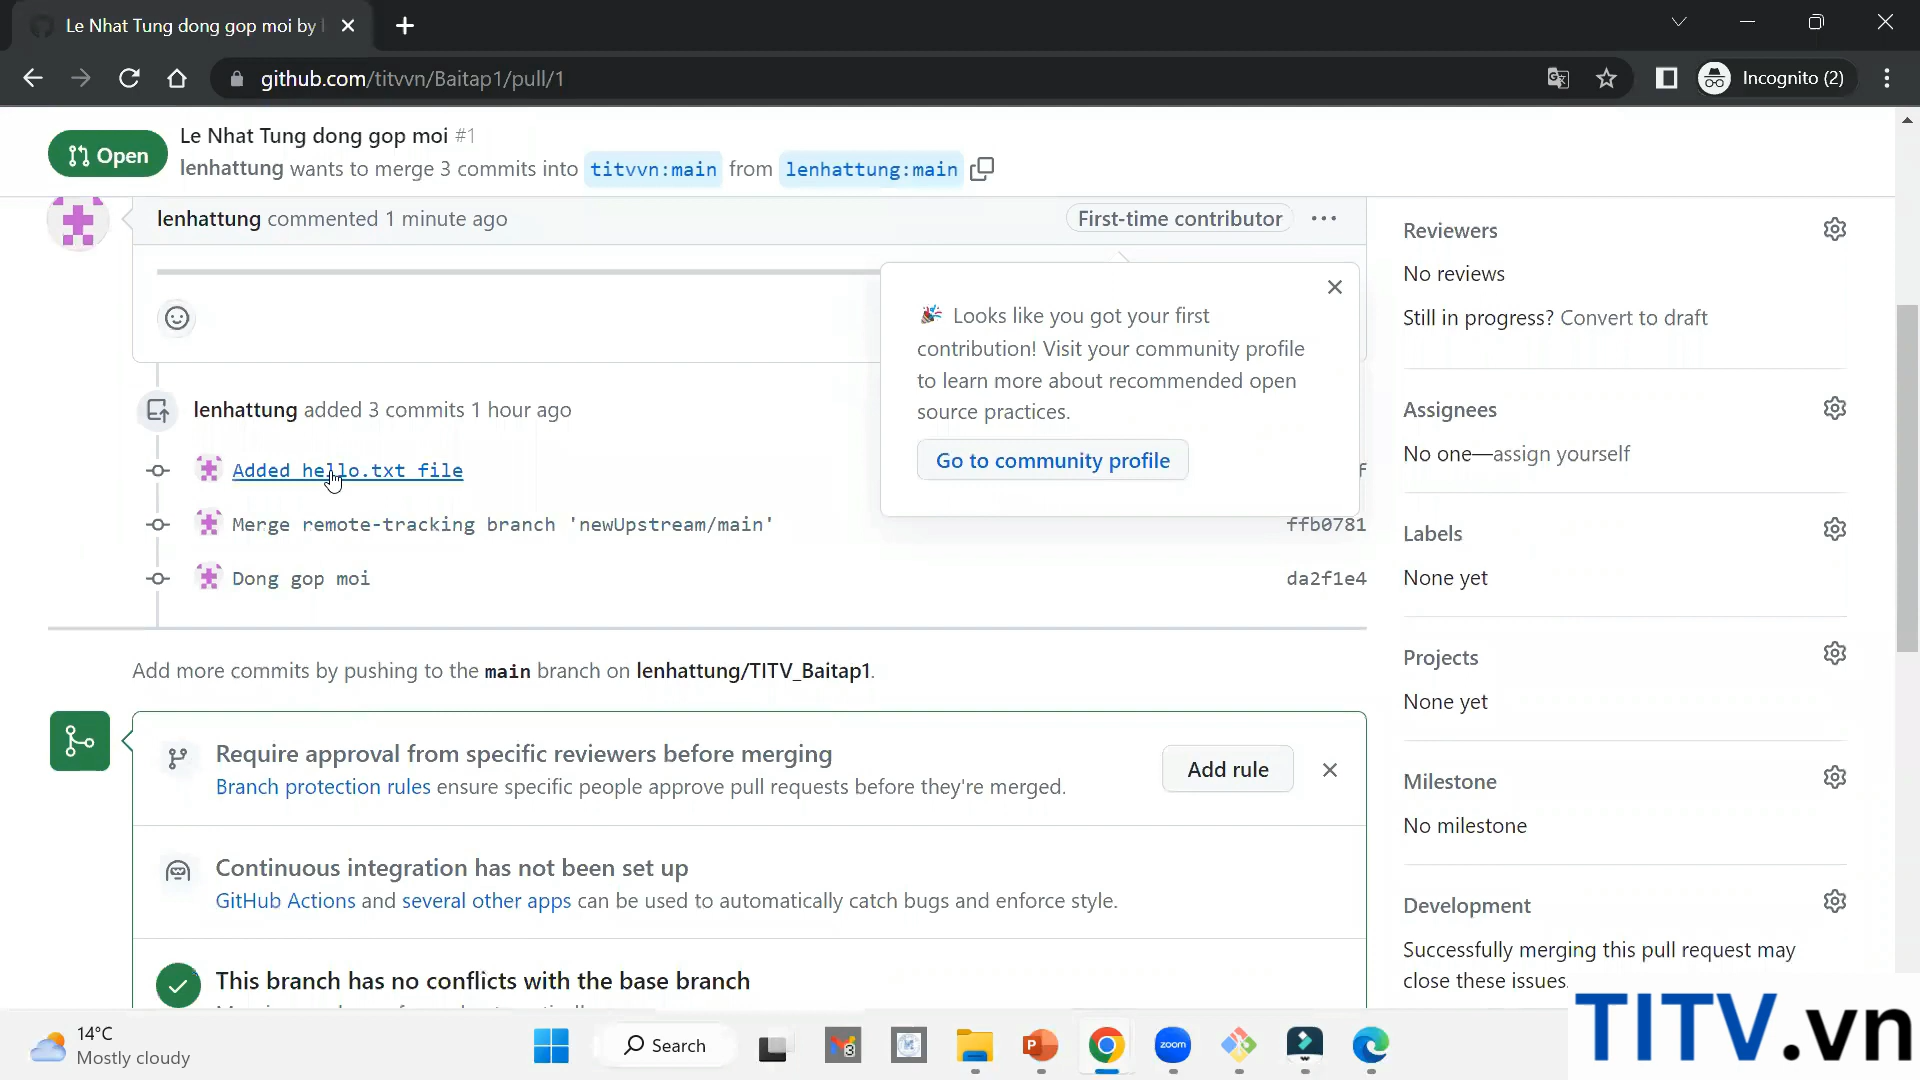 Le Nhat Tung dong gop moi by
github.com/titvvn/Baitap1/pull/1
Incognito (2)
Open
Le Nhat Tung dong gop moi #1
lenhattung wants to merge 3 commits into titvvn:main from lenhattung:main
lenhattung commented 1 minute ago
First-time contributor
Looks like you got your first
contribution! Visit your community profile
to learn more about recommended open
source practices.
Go to community profile
lenhattung added 3 commits 1 hour ago
Added hello.txt file
f
Merge remote-tracking branch 'newUpstream/main'
ffb0781
Dong gop moi
da2f1e4
Add more commits by pushing to the main branch on lenhattung/TITV_Baitap1.
Require approval from specific reviewers before merging
Branch protection rules ensure specific people approve pull requests before they're merged.
Add rule
Continuous integration has not been set up
GitHub Actions and several other apps can be used to automatically catch bugs and enforce style.
This branch has no conflicts with the base branch
Reviewers
No reviews
Still in progress? Convert to draft
Assignees
No one—assign yourself
Labels
None yet
Projects
None yet
Milestone
No milestone
Development
Successfully merging this pull request may
close these issues.
TITV.vn
14°C
Mostly cloudy
Search
3
P
zoom